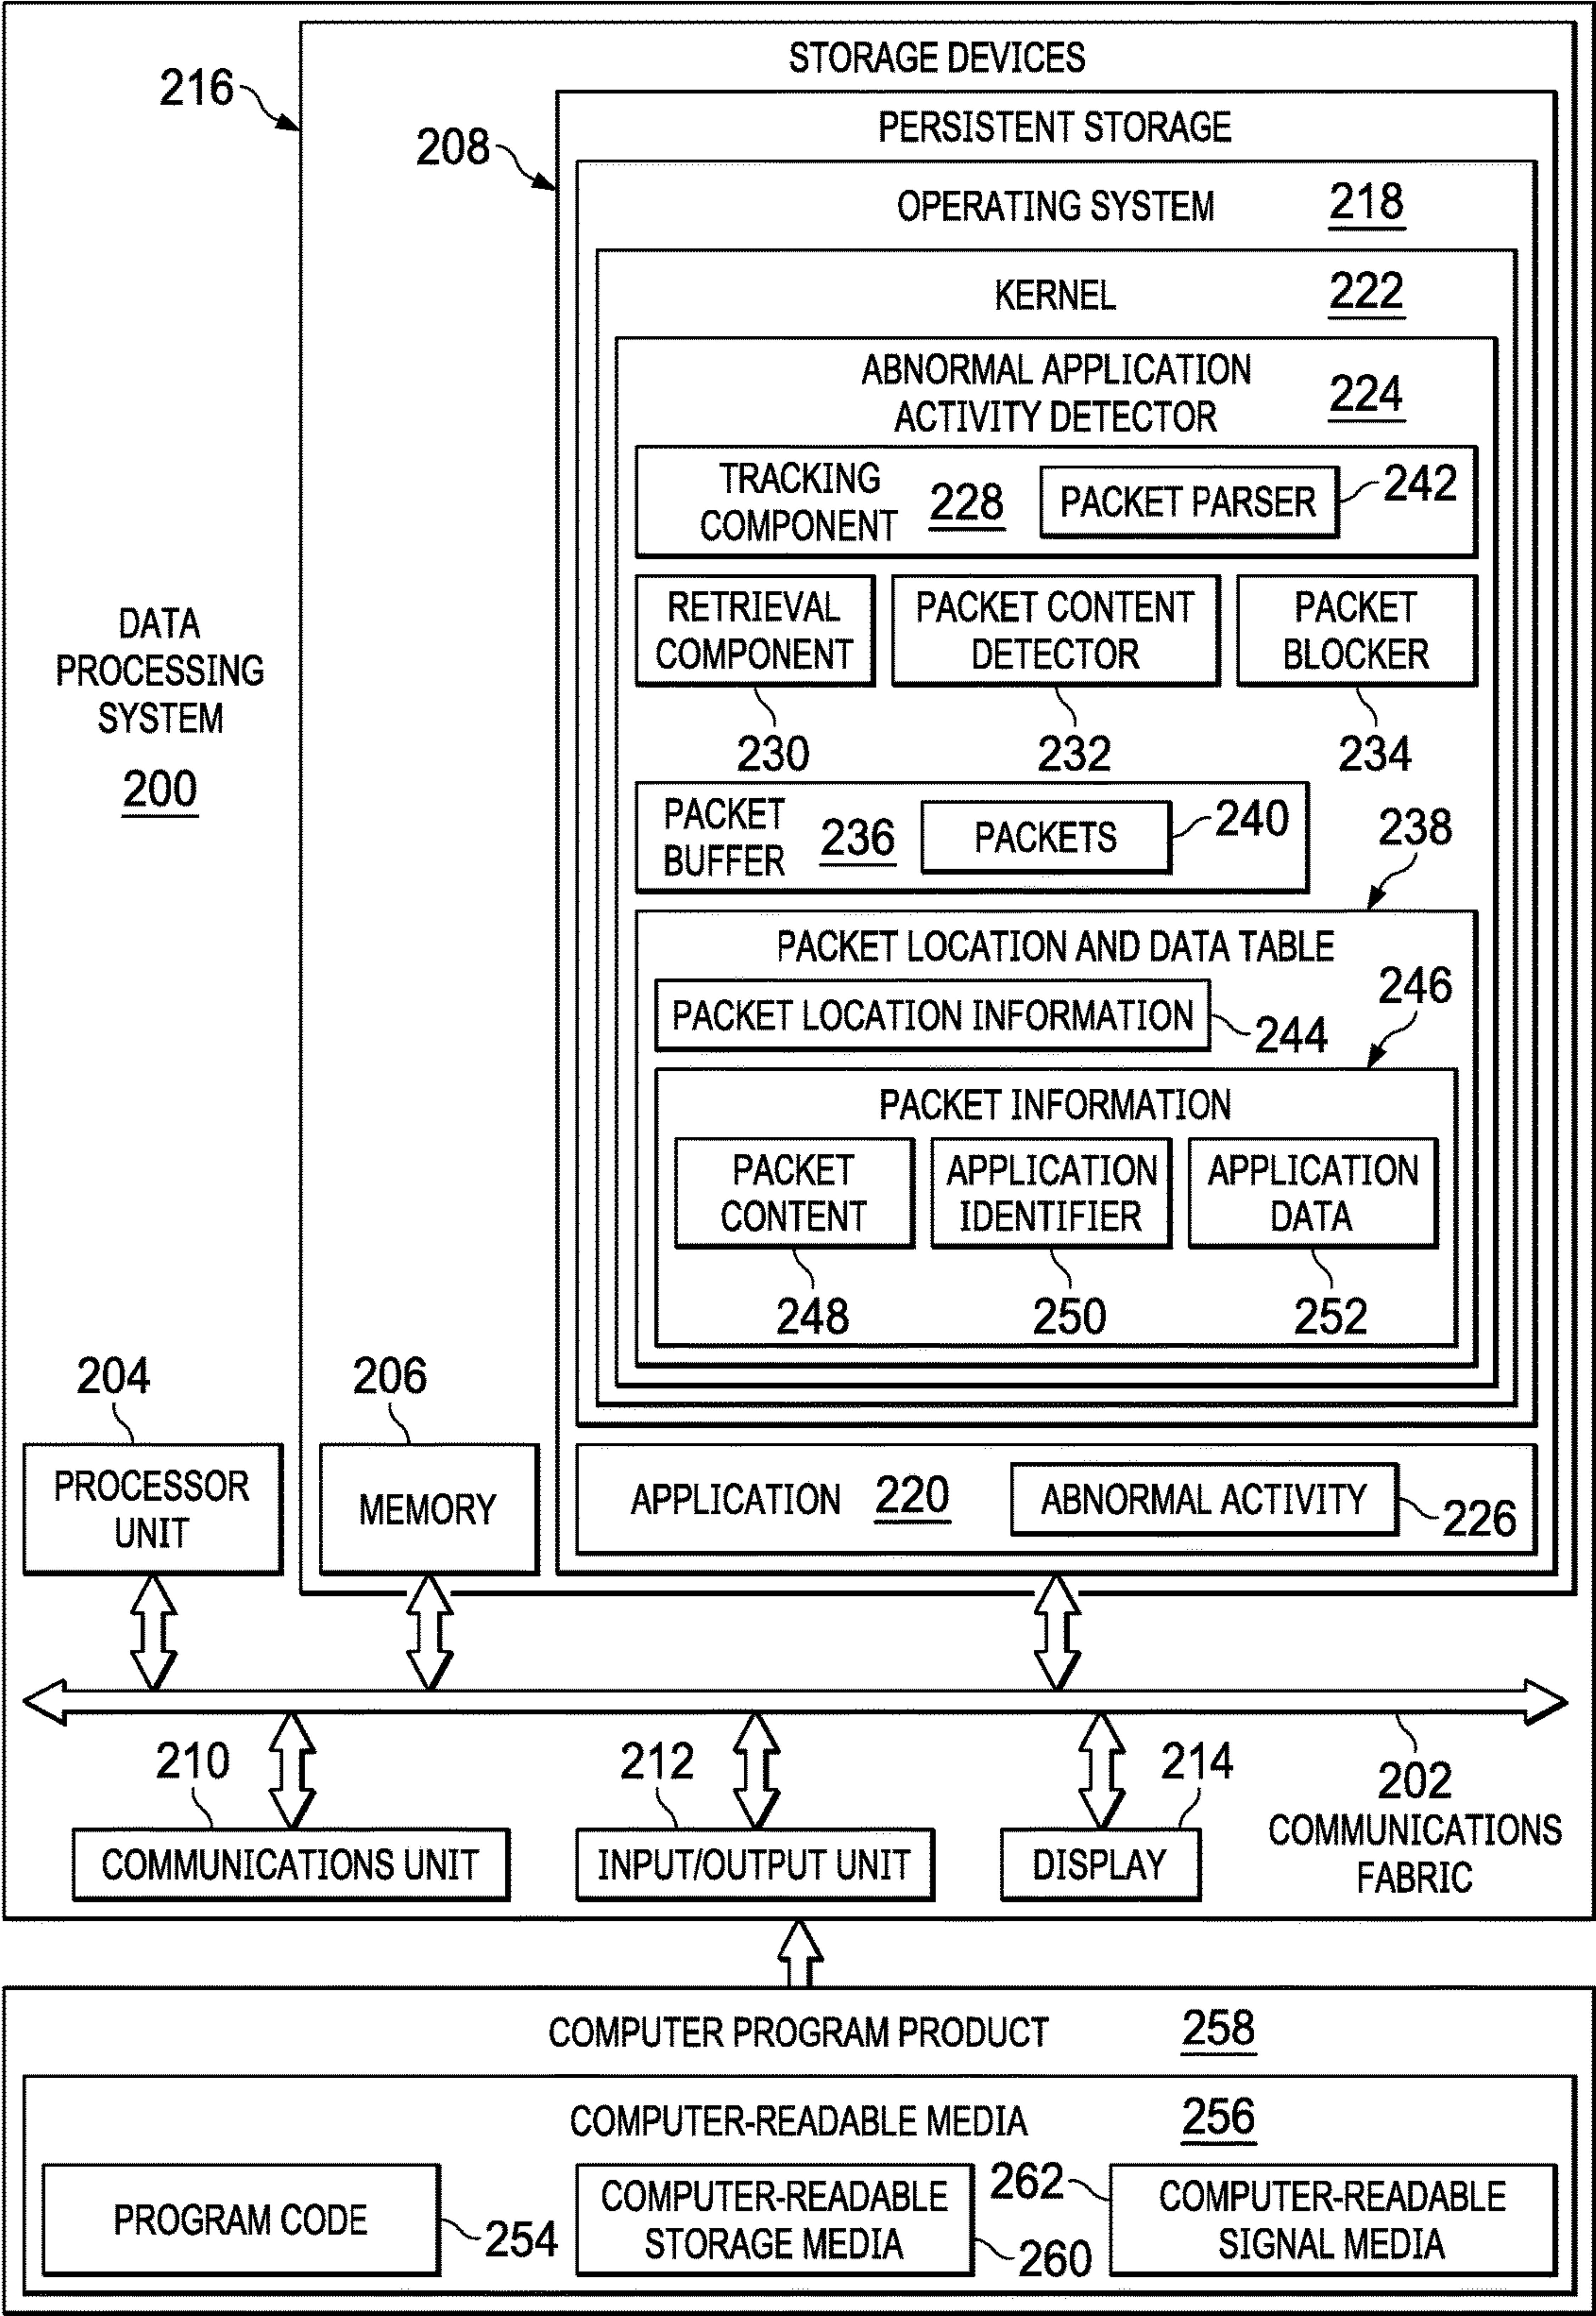 STORAGE DEVICES
216
PERSISTENT STORAGE
208
OPERATING SYSTEM 218
KERNEL 222
ABNORMAL APPLICATION
ACTIVITY DETECTOR
224
TRACKING
COMPONENT
228
PACKET PARSER
242
RETRIEVAL
COMPONENT
230
PACKET CONTENT
DETECTOR
232
PACKET
BLOCKER
234
DATA
PROCESSING
SYSTEM
200
PACKET
BUFFER
236
PACKETS
240
238
PACKET LOCATION AND DATA TABLE
PACKET LOCATION INFORMATION
244
246
PACKET INFORMATION
PACKET
CONTENT
248
APPLICATION
IDENTIFIER
250
APPLICATION
DATA
252
204
PROCESSOR
UNIT
206
MEMORY
APPLICATION 220
ABNORMAL ACTIVITY
226
210
COMMUNICATIONS UNIT
212
INPUT/OUTPUT UNIT
214
DISPLAY
202
COMMUNICATIONS
FABRIC
COMPUTER PROGRAM PRODUCT 258
COMPUTER-READABLE MEDIA 256
PROGRAM CODE
254
COMPUTER-READABLE
STORAGE MEDIA
260
262
COMPUTER-READABLE
SIGNAL MEDIA